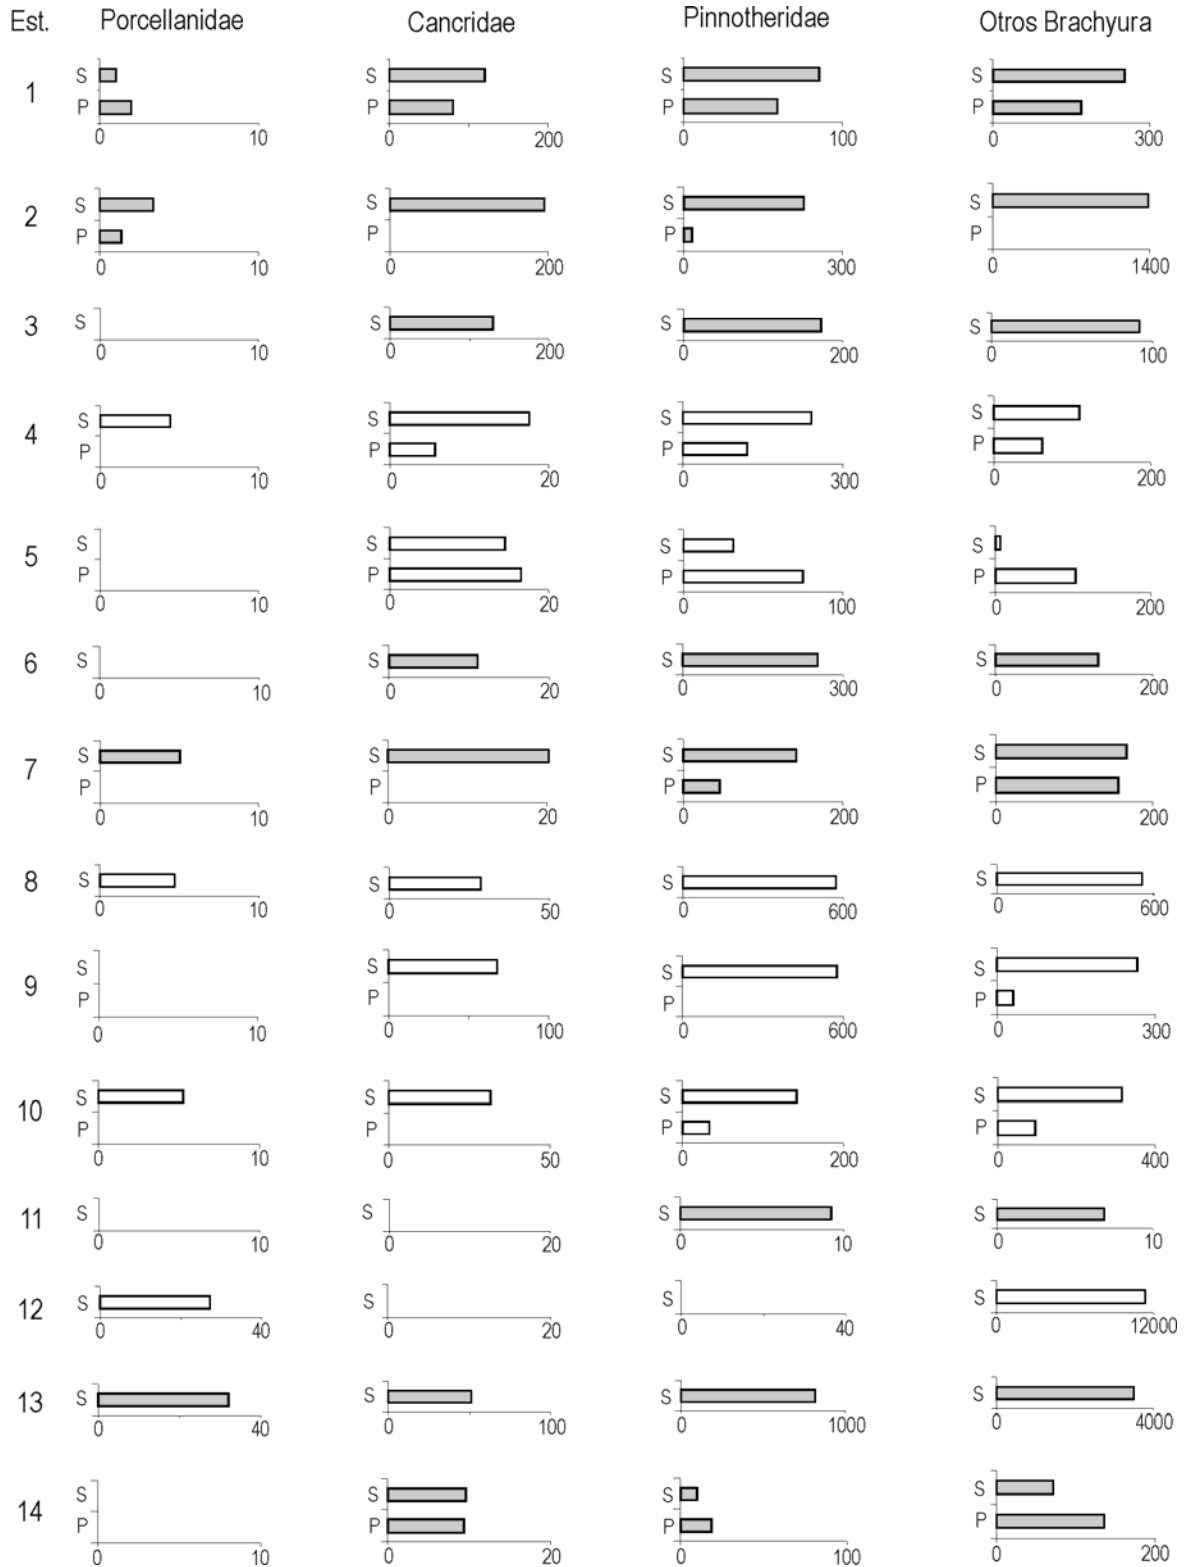 Est. Porcellanidae Cancridae Pinnotheridae Otros Brachyura
1 S S S S
P P P P
0 10 0 200 0 100 0 300
2 S S S S
P P P P
0 10 0 200 0 300 0 1400
3 S S S S
0 10 0 200 0 200 0 100
4 S S S S
P P P P
0 10 0 20 0 300 0 200
5 S S S S
P P P P
0 10 0 20 0 100 0 200
6 S S S S
0 10 0 20 0 300 0 200
7 S S S S
P P P P
0 10 0 20 0 200 0 200
8 S S S S
0 10 0 50 0 600 0 600
9 S S S S
P P P P
0 10 0 100 0 600 0 300
10 S S S S
P P P P
0 10 0 50 0 200 0 400
11 S S S S
0 10 0 20 0 10 0 10
12 S S S S
0 40 0 20 0 40 0 12000
13 S S S S
0 40 0 100 0 1000 0 4000
14 S S S S
P P P P
0 10 0 20 0 100 0 200